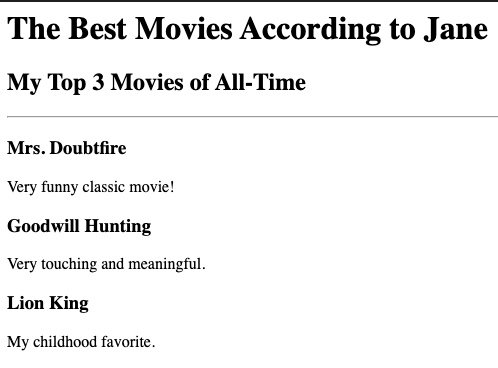 The Best Movies According to Jane
My Top 3 Movies of All-Time
Mrs. Doubtfire
Very funny classic movie!
Goodwill Hunting
Very touching and meaningful.
Lion King
My childhood favorite.